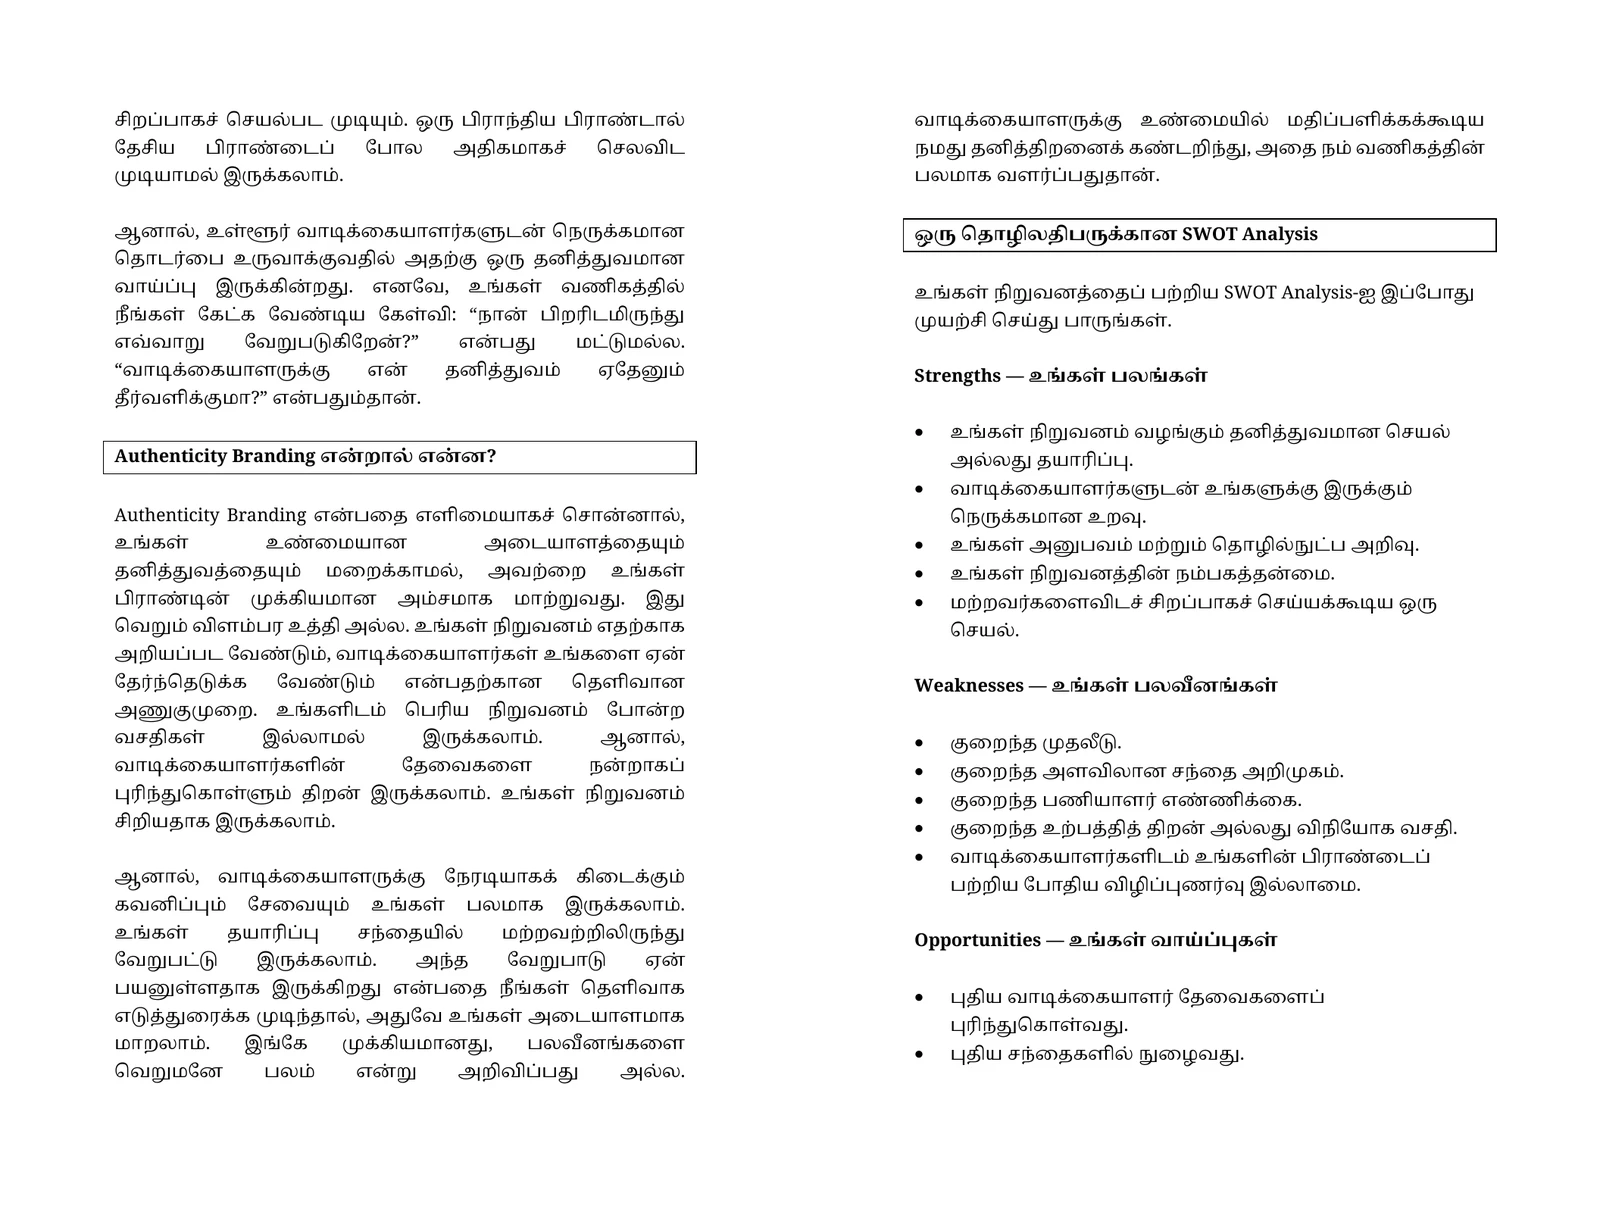 சிறப்பாகச் செயல்பட முடியும். ஒரு பிராந்திய பிராண்டால்
தேசிய பிராண்டைப் போல அதிகமாகச் செலவிட
முடியாமல் இருக்கலாம்.
ஆனால், உள்ளூர் வாடிக்கையாளர்களுடன் நெருக்கமான
தொடர்பை உருவாக்குவதில் அதற்கு ஒரு தனித்துவமான
வாய்ப்பு இருக்கின்றது. எனவே, உங்கள் வணிகத்தில்
நீங்கள் கேட்க வேண்டிய கேள்வி: “நான் பிறரிடமிருந்து
எவ்வாறு வேறுபடுகிறேன்?” என்பது மட்டுமல்ல.
“வாடிக்கையாளருக்கு என் தனித்துவம் ஏதேனும்
தீர்வளிக்குமா?” என்பதும்தான்.
Authenticity Branding என்றால் என்ன?
Authenticity Branding என்பதை எளிமையாகச் சொன்னால்,
உங்கள் உண்மையான அடையாளத்தையும்
தனித்துவத்தையும் மறைக்காமல், அவற்றை உங்கள்
பிராண்டின் முக்கியமான அம்சமாக மாற்றுவது. இது
வெறும் விளம்பர உத்தி அல்ல. உங்கள் நிறுவனம் எதற்காக
அறியப்பட வேண்டும், வாடிக்கையாளர்கள் உங்களை ஏன்
தேர்ந்தெடுக்க வேண்டும் என்பதற்கான தெளிவான
அணுகுமுறை. உங்களிடம் பெரிய நிறுவனம் போன்ற
வசதிகள் இல்லாமல் இருக்கலாம். ஆனால்,
வாடிக்கையாளர்களின் தேவைகளை நன்றாகப்
புரிந்துகொள்ளும் திறன் இருக்கலாம். உங்கள் நிறுவனம்
சிறியதாக இருக்கலாம்.
ஆனால், வாடிக்கையாளருக்கு நேரடியாகக் கிடைக்கும்
கவனிப்பும் சேவையும் உங்கள் பலமாக இருக்கலாம்.
உங்கள் தயாரிப்பு சந்தையில் மற்றவற்றிலிருந்து
வேறுபட்டு இருக்கலாம். அந்த வேறுபாடு ஏன்
பயனுள்ளதாக இருக்கிறது என்பதை நீங்கள் தெளிவாக
எடுத்துரைக்க முடிந்தால், அதுவே உங்கள் அடையாளமாக
மாறலாம். இங்கே முக்கியமானது, பலவீனங்களை
வெறுமனே பலம் என்று அறிவிப்பது அல்ல.
வாடிக்கையாளருக்கு உண்மையில் மதிப்பளிக்கக்கூடிய
நமது தனித்திறனைக் கண்டறிந்து, அதை நம் வணிகத்தின்
பலமாக வளர்ப்பதுதான்.
ஒரு தொழிலதிபருக்கான SWOT Analysis
உங்கள் நிறுவனத்தைப் பற்றிய SWOT Analysis-ஐ இப்போது
முயற்சி செய்து பாருங்கள்.
Strengths — உங்கள் பலங்கள்
• உங்கள் நிறுவனம் வழங்கும் தனித்துவமான செயல்
அல்லது தயாரிப்பு.
• வாடிக்கையாளர்களுடன் உங்களுக்கு இருக்கும்
நெருக்கமான உறவு.
• உங்கள் அனுபவம் மற்றும் தொழில்நுட்ப அறிவு.
• உங்கள் நிறுவனத்தின் நம்பகத்தன்மை.
• மற்றவர்களைவிடச் சிறப்பாகச் செய்யக்கூடிய ஒரு
செயல்.
Weaknesses — உங்கள் பலவீனங்கள்
• குறைந்த முதலீடு.
• குறைந்த அளவிலான சந்தை அறிமுகம்.
• குறைந்த பணியாளர் எண்ணிக்கை.
• குறைந்த உற்பத்தித் திறன் அல்லது விநியோக வசதி.
• வாடிக்கையாளர்களிடம் உங்களின் பிராண்டைப்
பற்றிய போதிய விழிப்புணர்வு இல்லாமை.
Opportunities — உங்கள் வாய்ப்புகள்
• புதிய வாடிக்கையாளர் தேவைகளைப்
புரிந்துகொள்வது.
• புதிய சந்தைகளில் நுழைவது.